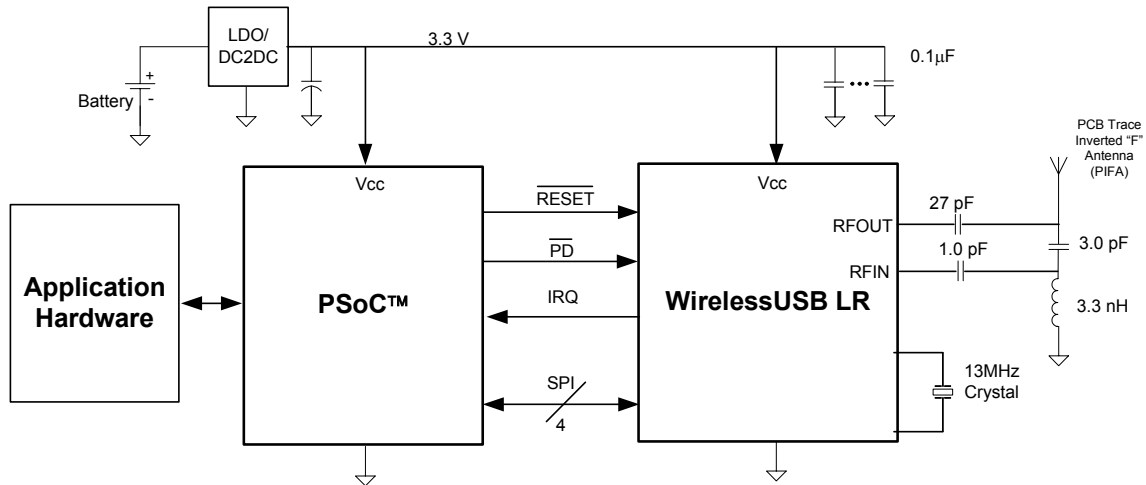 LDO/
DC2DC
3.3 V
0.1µF
+
-
Battery
PCB Trace
Inverted “F”
Antenna
(PIFA)
Vcc
Vcc
RESET
27 pF
RFOUT
PD
1.0 pF
3.0 pF
RFIN
Application
Hardware
PSoC™
IRQ
WirelessUSB LR
3.3 nH
SPI
4
13MHz
Crystal